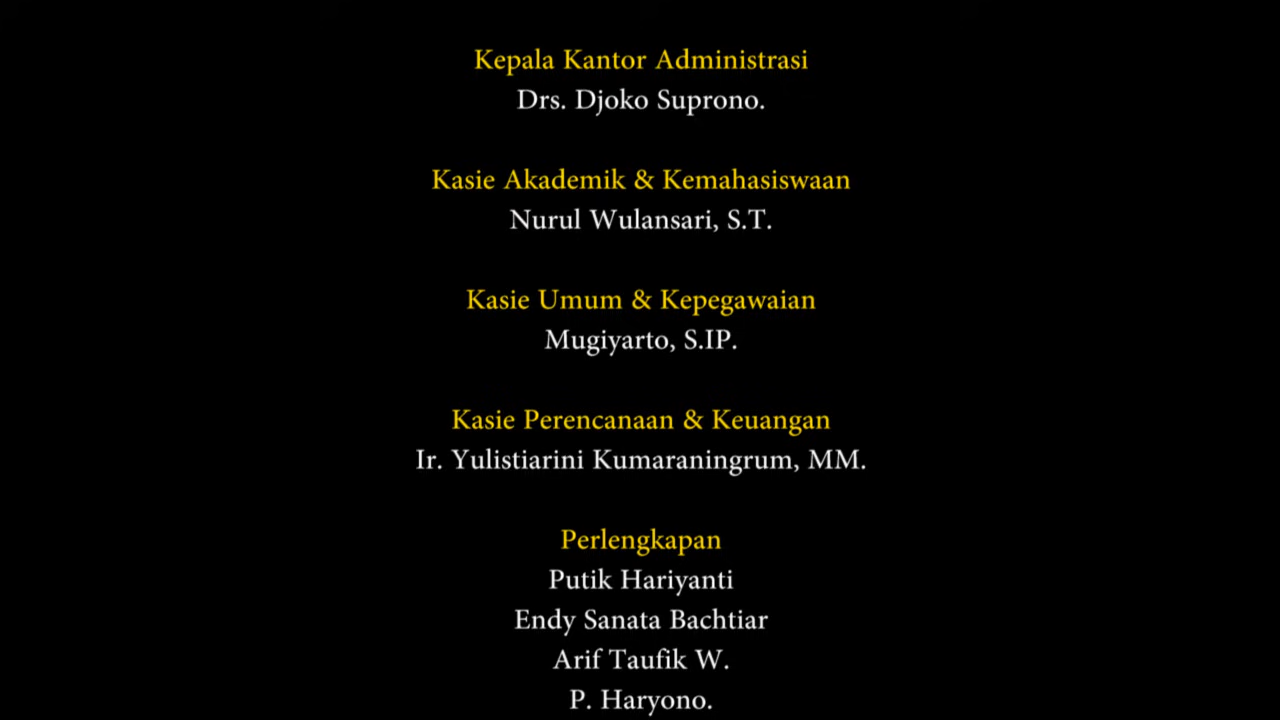 Kepala Kantor Administrasi
Drs. Djoko Suprono.
Kasie Akademik & Kemahasiswaan
Nurul Wulansari, S.T.
Kasie Umum & Kepegawaian
Mugiyarto, S.IP.
Kasie Perencanaan & Keuangan
Ir. Yulistiarini Kumaraningrum, MM.
Perlengkapan
Putik Hariyanti
Endy Sanata Bachtiar
Arif Taufik W.
P. Haryono.